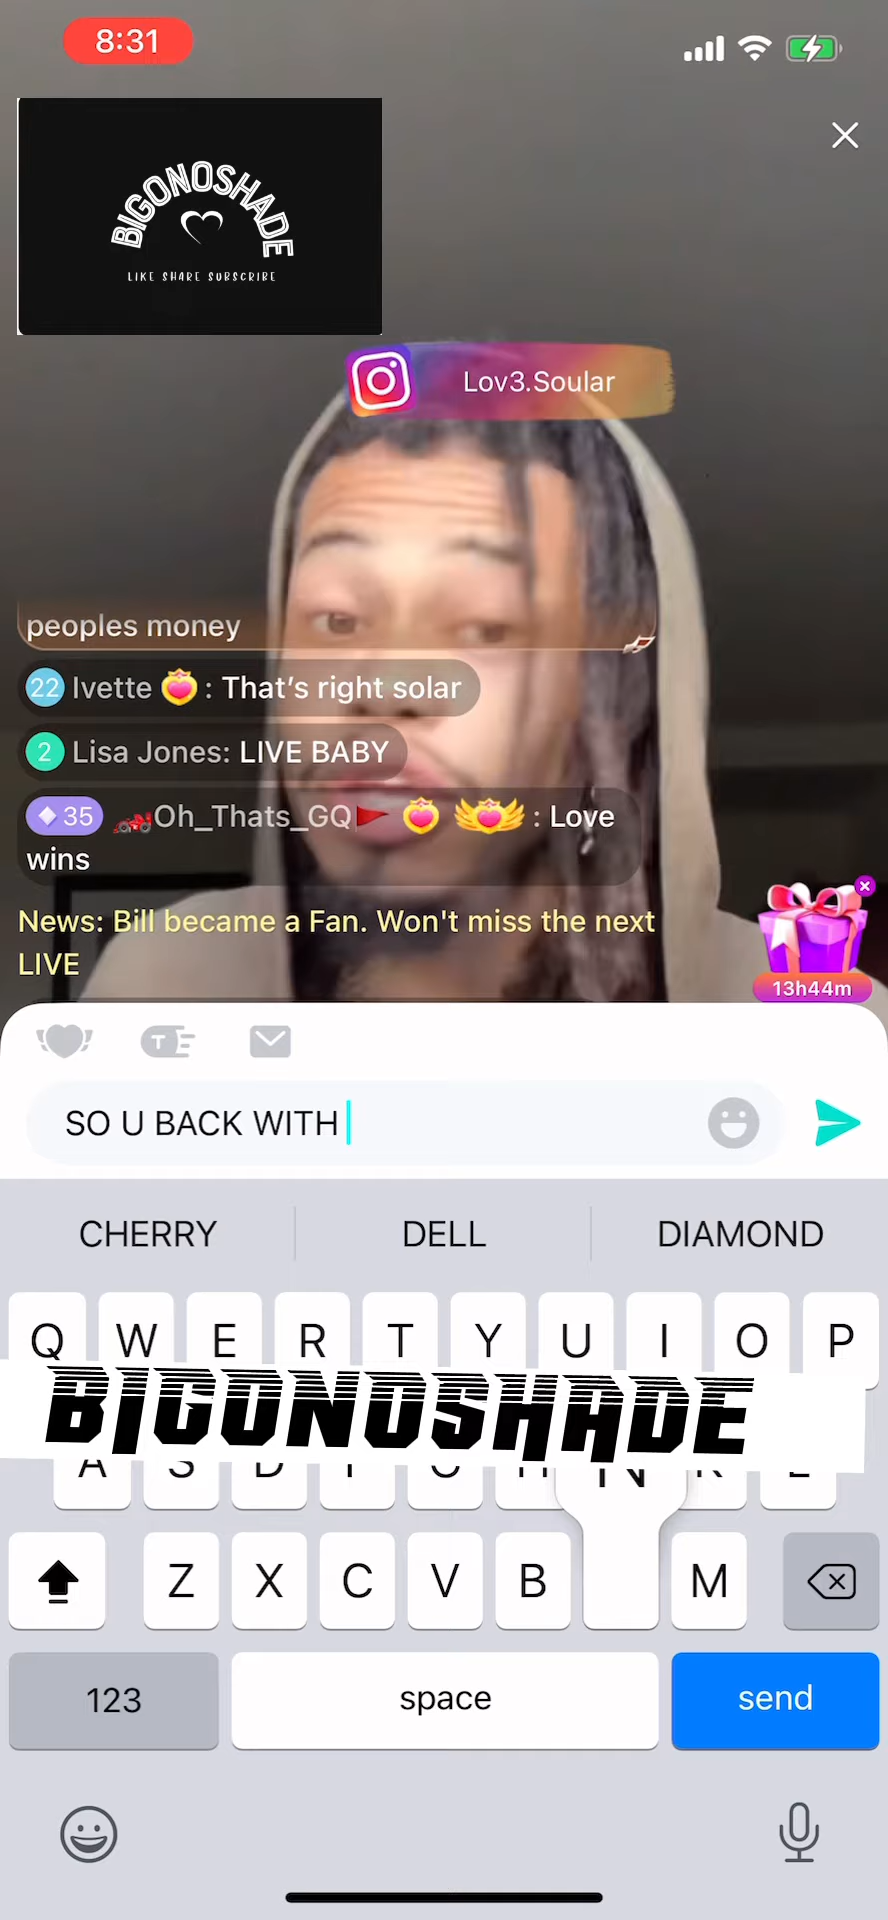 8:31
BIGONOSHADE
LIKE SHARE SUBSCRIBE
Lov3.Soular
peoples money
22 Ivette : That's right solar
2 Lisa Jones: LIVE BABY
35 Oh_Thats_GQ : Love
wins
News: Bill became a Fan. Won't miss the next
LIVE
13h44m
SO U BACK WITH
CHERRY DELL DIAMOND
Q W E R T Y U I O P
BIGONOSHADE
A S D F G H N K L
Z X C V B M
123 space send